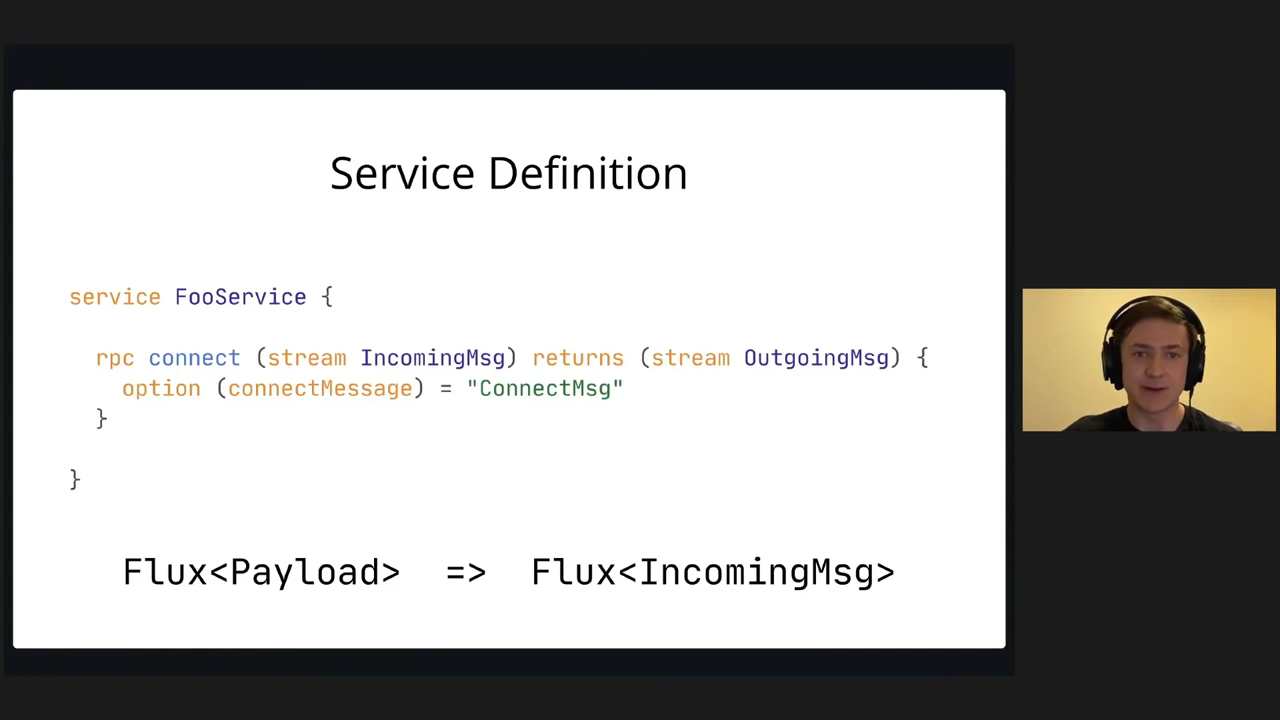 Service Definition
service FooService {
rpc connect (stream IncomingMsg) returns (stream OutgoingMsg) {
option (connectMessage) = "ConnectMsg"
}
}
Flux<Payload> => Flux<IncomingMsg>